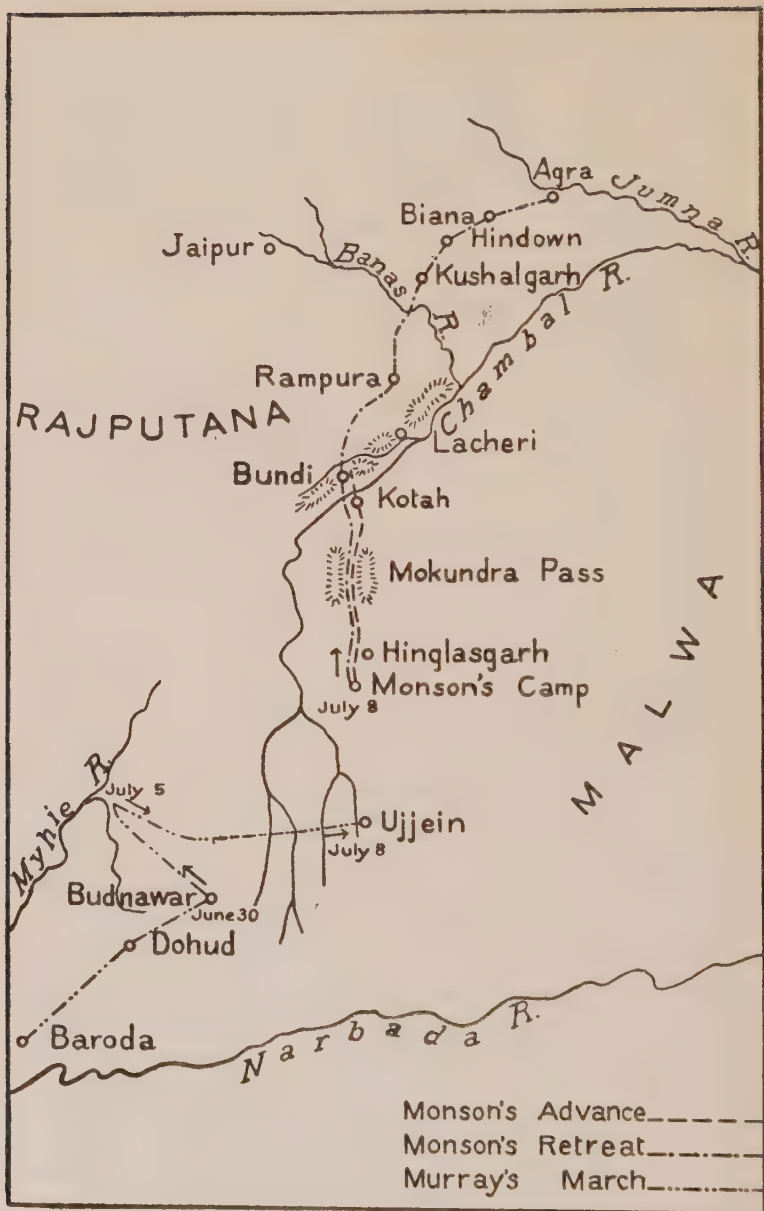 Agra
Jumna R.
Biana
Hindown
Jaipur
Banas R.
Kushalgarh
Chambal R.
Rampura
RAJPUTANA
Lacheri
Bundi
Kotah
Mokundra Pass
MALWA
Hinglasgarh
Monson's Camp
July 8
Myhie R.
July 5
Ujjein
July 8
Budnawar
June 30
Dohud
Baroda
Narbada R.
Monson's Advance
Monson's Retreat
Murray's March